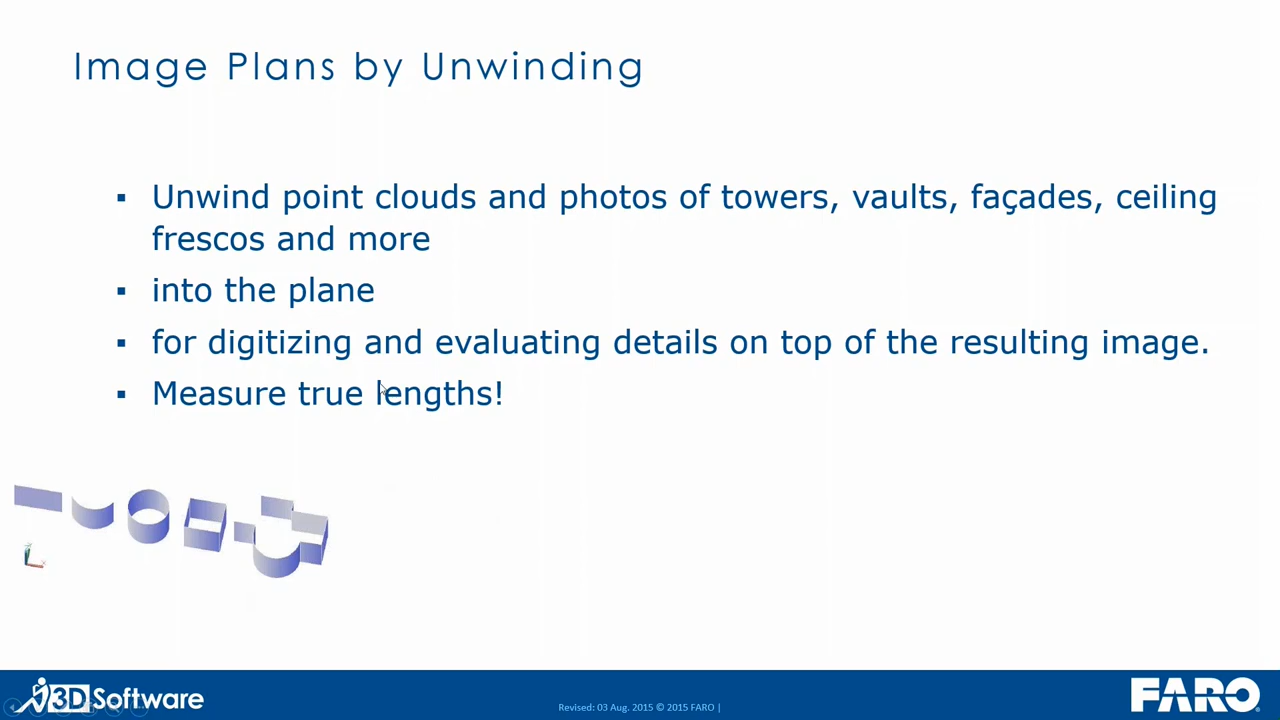 Image Plans by Unwinding
▪ Unwind point clouds and photos of towers, vaults, façades, ceiling
frescos and more
▪ into the plane
▪ for digitizing and evaluating details on top of the resulting image.
▪ Measure true lengths!
3D Software
Revised: 03 Aug. 2015 © 2015 FARO |
FARO